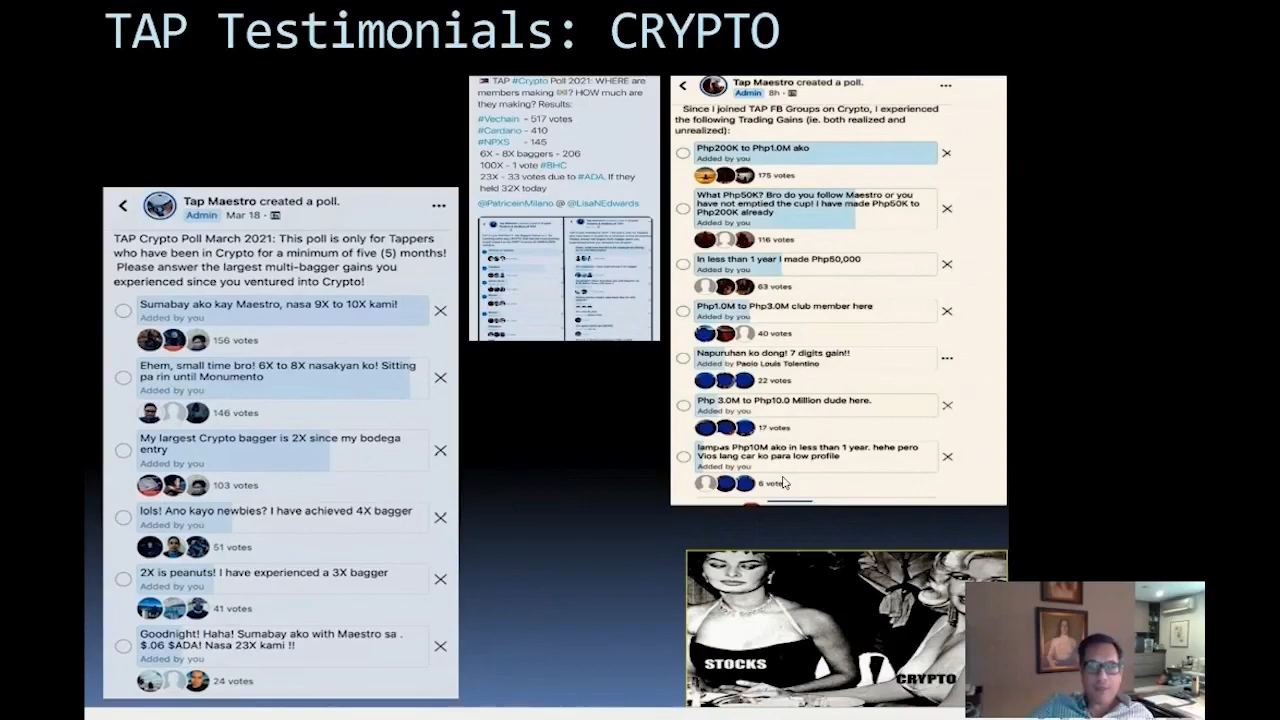 TAP Testimonials: CRYPTO
Tap Maestro created a poll.
Admin Mar 18 ·
TAP Crypto Poll March 2021: This guide is for Tappers
who have been in Crypto for a minimum of five (5) months!
Please answer the largest multi-bagger gains you
experienced since you ventured into Crypto!
Sumabay ako kay Maestro, nasa 9X to 10X kami!
Added by you
156 votes
Ehem, small time bro! 6X to 8X nasakyan ko! Sitting
pa rin until Monumento
Added by you
146 votes
My largest Crypto bagger is 2X since my bodega
entry
Added by you
103 votes
lols! Ano kayo newbies? I have achieved 4X bagger
Added by you
51 votes
2X is peanuts! I have experienced a 3X bagger
Added by you
41 votes
Goodnight! Haha! Sumabay ako with Maestro sa .
$.06 $ADA! Nasa 23X kami !!
Added by you
24 votes
TAP #Crypto Poll 2021: WHERE are
members making ? HOW much are
they making? Results:
#Vechain - 517 votes
#Cardano - 410
#NPXS - 145
6X - 8X baggers - 206
100X - 1 vote #BHC
23X - 33 votes due to #ADA. If they
held 32X today
@PatriceinMilano @ @LisaNEdwards
Tap Maestro created a poll.
Admin 8h ·
Since I joined TAP FB Groups on Crypto, I experienced
the following Trading Gains (ie. both realized and
unrealized):
Php200K to Php1.0M ako
Added by you
175 votes
What Php50K? Bro do you follow Maestro or you
have not emptied the cup! I have made Php50K to
Php200K already
Added by you
116 votes
In less than 1 year I made Php50,000
Added by you
63 votes
Php1.0M to Php3.0M club member here
Added by you
40 votes
Napuruhan ko dong! 7 digits gain!!
Added by Paolo Louis Tolentino
22 votes
Php 3.0M to Php10.0 Million dude here.
Added by you
17 votes
lampas Php10M ako in less than 1 year. hehe pero
Vios lang car ko para low profile
Added by you
6 votes
STOCKS
CRYPTO